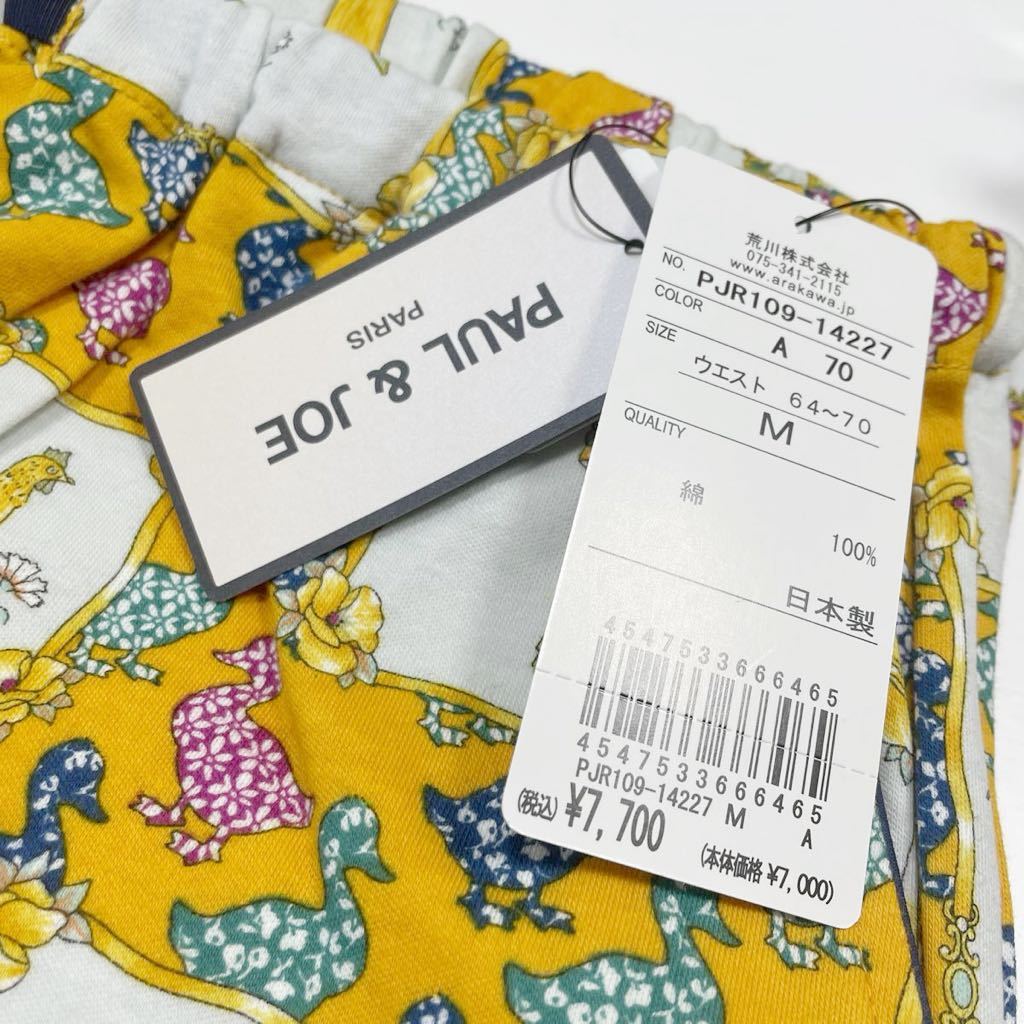 PAUL & JOE
PARIS
荒川株式会社
075-341-2115
www.arakawa.jp
NO. PJR109-14227
COLOR A 70
SIZE ウエスト 64～70
M
QUALITY
綿
100%
日本製
4547533666465
4547533666465
PJR109-14227 M A
(税込) ¥7,700
(本体価格 ¥7,000)